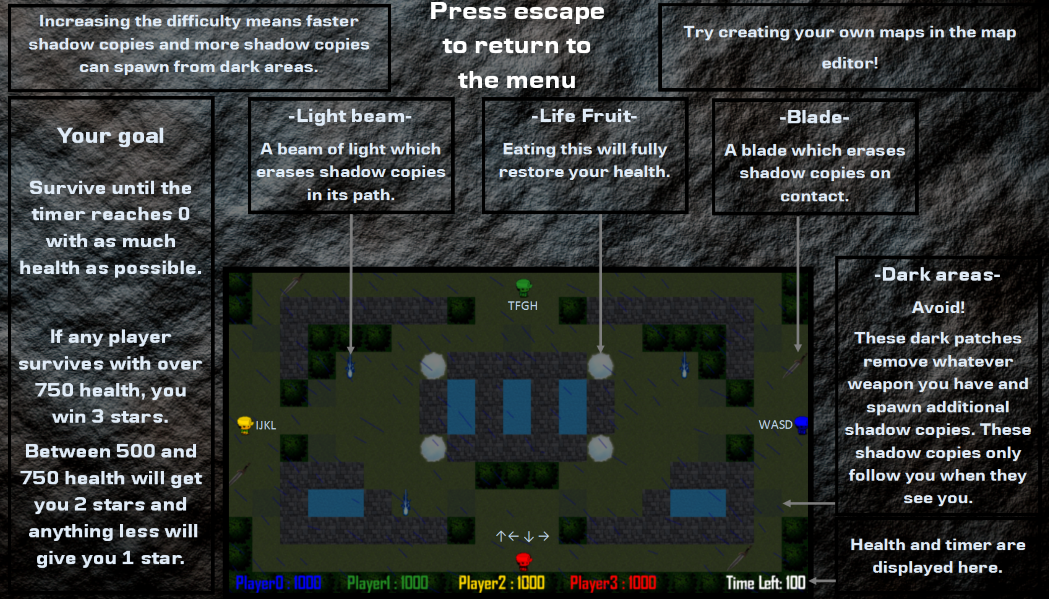 Increasing the difficulty means faster
shadow copies and more shadow copies
can spawn from dark areas.
Press escape
to return to
the menu
Try creating your own maps in the map
editor!
Your goal
Survive until the
timer reaches 0
with as much
health as possible.
If any player
survives with over
750 health, you
win 3 stars.
Between 500 and
750 health will get
you 2 stars and
anything less will
give you 1 star.
-Light beam-
A beam of light which
erases shadow copies
in its path.
-Life Fruit-
Eating this will fully
restore your health.
-Blade-
A blade which erases
shadow copies on
contact.
-Dark areas-
Avoid!
These dark patches
remove whatever
weapon you have and
spawn additional
shadow copies. These
shadow copies only
follow you when they
see you.
Health and timer are
displayed here.
TFGH
IJKL
WASD
↑← ↓ →
Player0 : 1000 Player1 : 1000 Player2 : 1000 Player3 : 1000 Time Left: 100